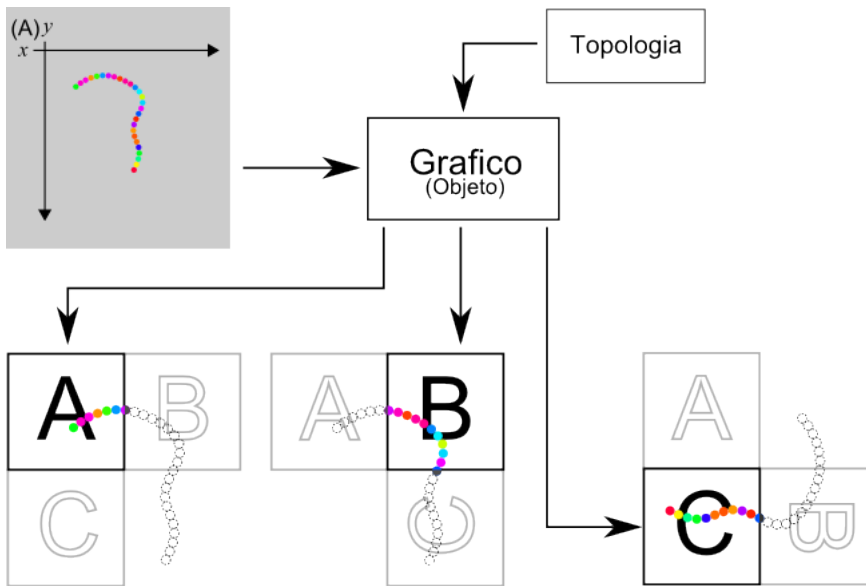 (A) y
x
Topologia
Grafico
(Objeto)
A B
C
A B
C
A
C B